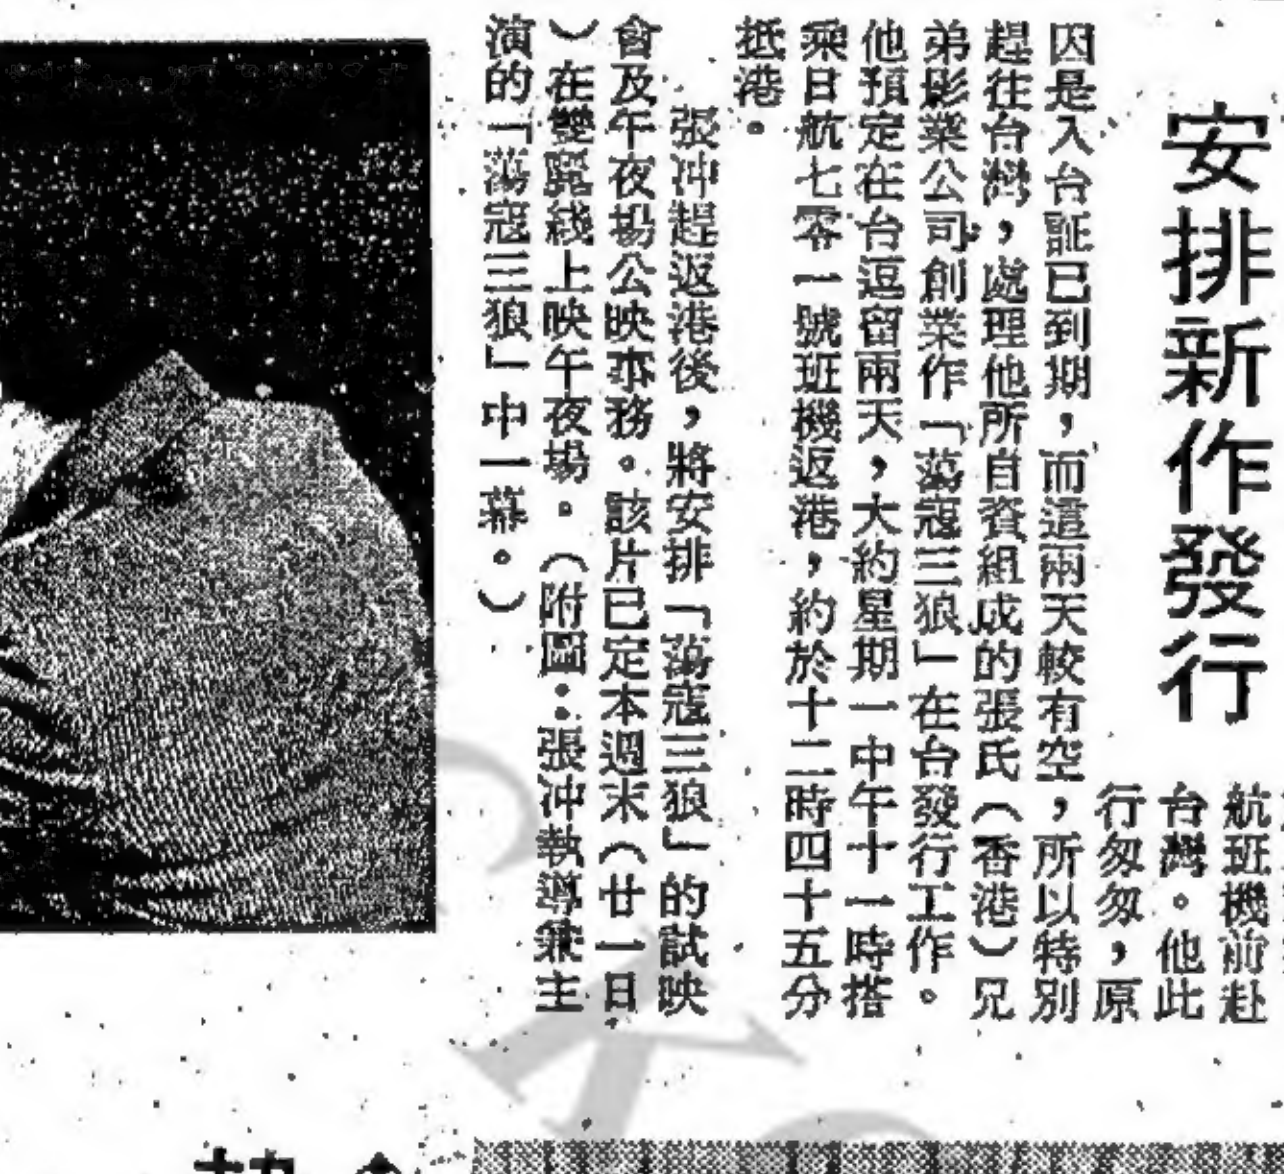 安排新作發行
航班機前赴
台灣。他此
行匆匆,原
因是入台証已到期,而這兩天較有空,所以特別
趕往台灣,處理他所自資組成的張氏(香港)兄
弟影業公司創業作「蕩寇三狼」在台發行工作。
他預定在台逗留兩天,大約星期一中午十一時搭
乘日航七零一號班機返港,約於十二時四十五分
抵港。
張冲趕返港後,將安排「蕩寇三狼」的試映
會及午夜場公映事務。該片已定本週末(廿一日
)在雙麗綫上映午夜場。(附圖:張冲執導兼主
演的「蕩寇三狼」中一幕。)